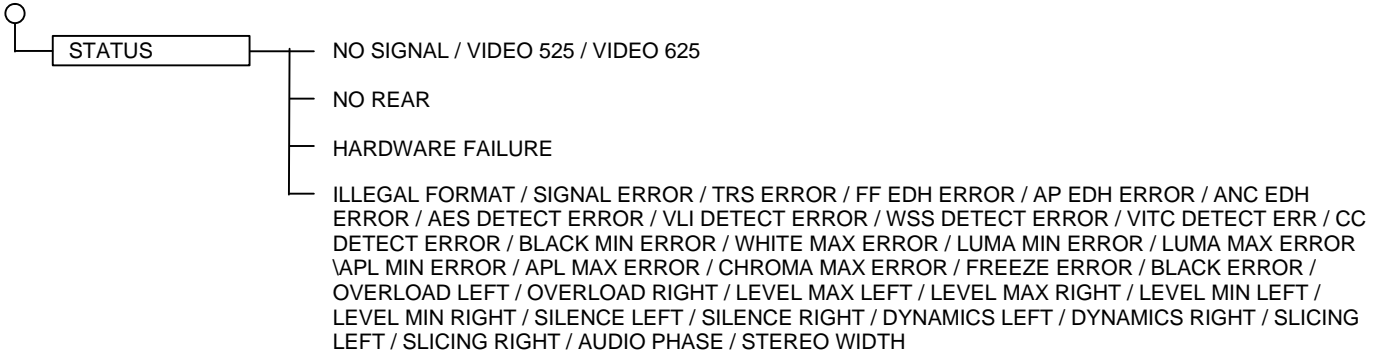 STATUS
NO SIGNAL / VIDEO 525 / VIDEO 625
NO REAR
HARDWARE FAILURE
ILLEGAL FORMAT / SIGNAL ERROR / TRS ERROR / FF EDH ERROR / AP EDH ERROR / ANC EDH
ERROR / AES DETECT ERROR / VLI DETECT ERROR / WSS DETECT ERROR / VITC DETECT ERR / CC
DETECT ERROR / BLACK MIN ERROR / WHITE MAX ERROR / LUMA MIN ERROR / LUMA MAX ERROR
\APL MIN ERROR / APL MAX ERROR / CHROMA MAX ERROR / FREEZE ERROR / BLACK ERROR /
OVERLOAD LEFT / OVERLOAD RIGHT / LEVEL MAX LEFT / LEVEL MAX RIGHT / LEVEL MIN LEFT /
LEVEL MIN RIGHT / SILENCE LEFT / SILENCE RIGHT / DYNAMICS LEFT / DYNAMICS RIGHT / SLICING
LEFT / SLICING RIGHT / AUDIO PHASE / STEREO WIDTH